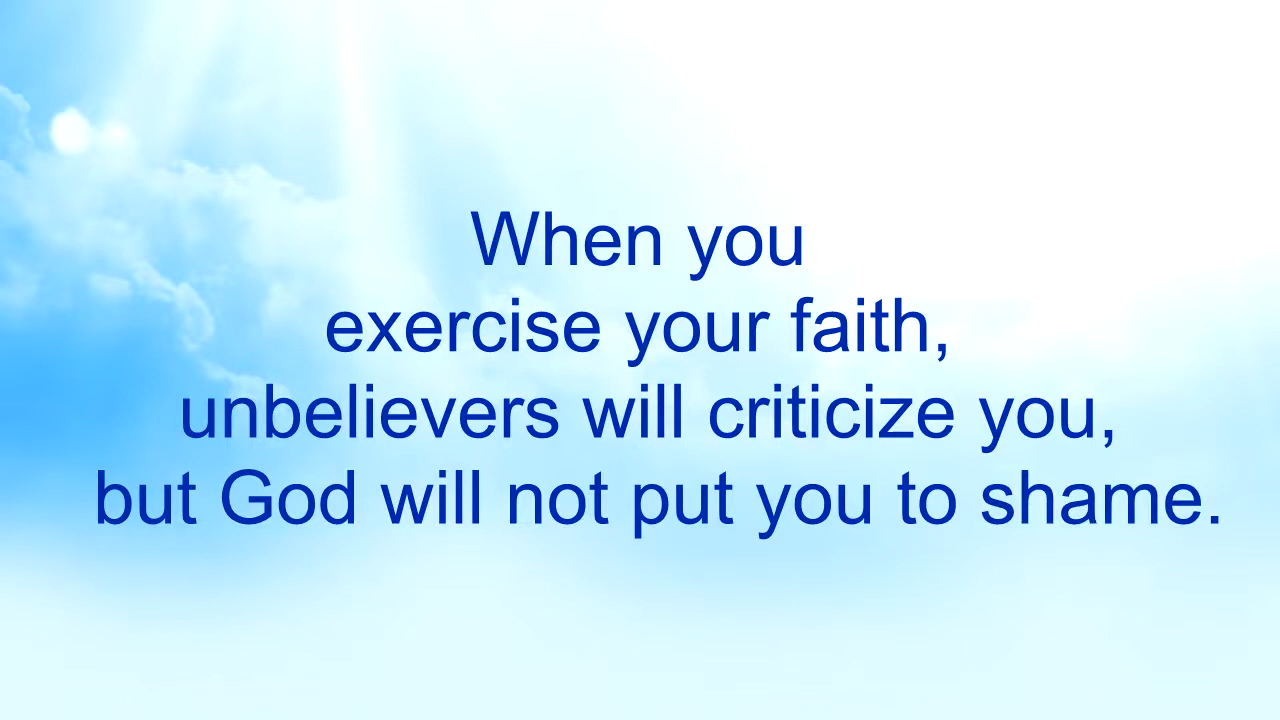 When you
exercise your faith,
unbelievers will criticize you,
but God will not put you to shame.